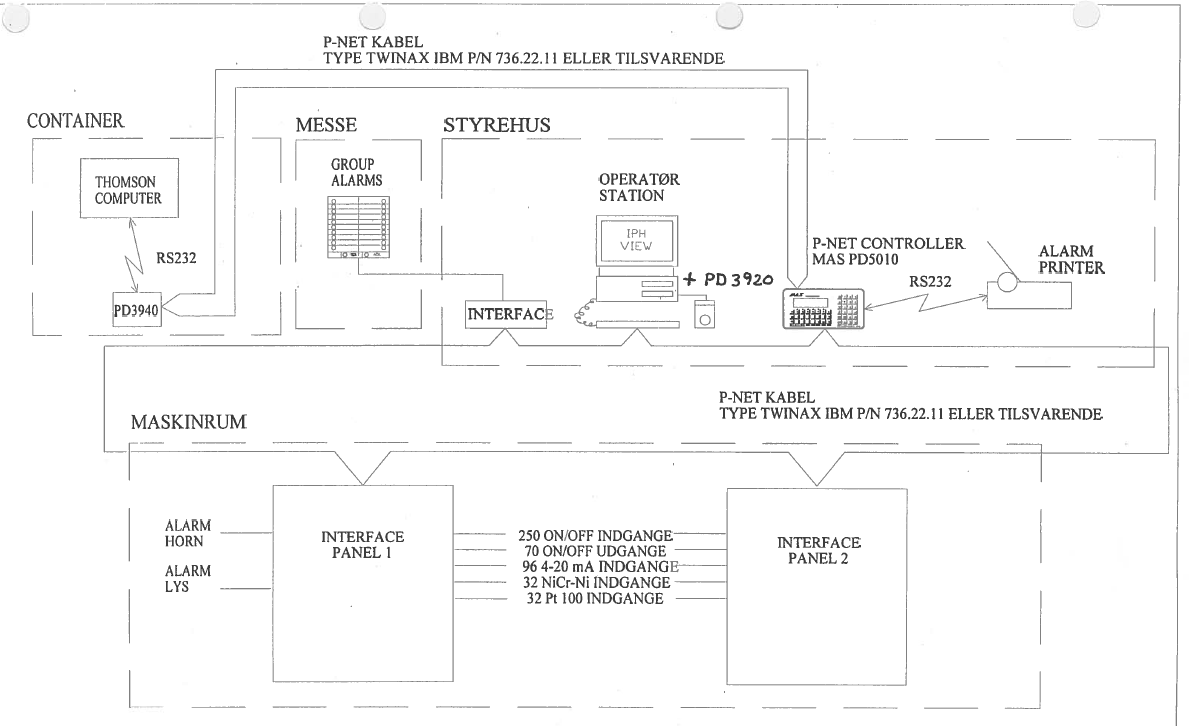 P-NET KABEL
TYPE TWINAX IBM P/N 736.22.11 ELLER TILSVARENDE
CONTAINER
MESSE
STYREHUS
THOMSON
COMPUTER
RS232
PD3940
GROUP
ALARMS
OPERATØR
STATION
IPH
VIEW
+ PD 3920
INTERFACE
P-NET CONTROLLER
MAS PD5010
RS232
ALARM
PRINTER
P-NET KABEL
TYPE TWINAX IBM P/N 736.22.11 ELLER TILSVARENDE
MASKINRUM
ALARM
HORN
ALARM
LYS
INTERFACE
PANEL 1
250 ON/OFF INDGANGE
70 ON/OFF UDGANGE
96 4-20 mA INDGANGE
32 NiCr-Ni INDGANGE
32 Pt 100 INDGANGE
INTERFACE
PANEL 2